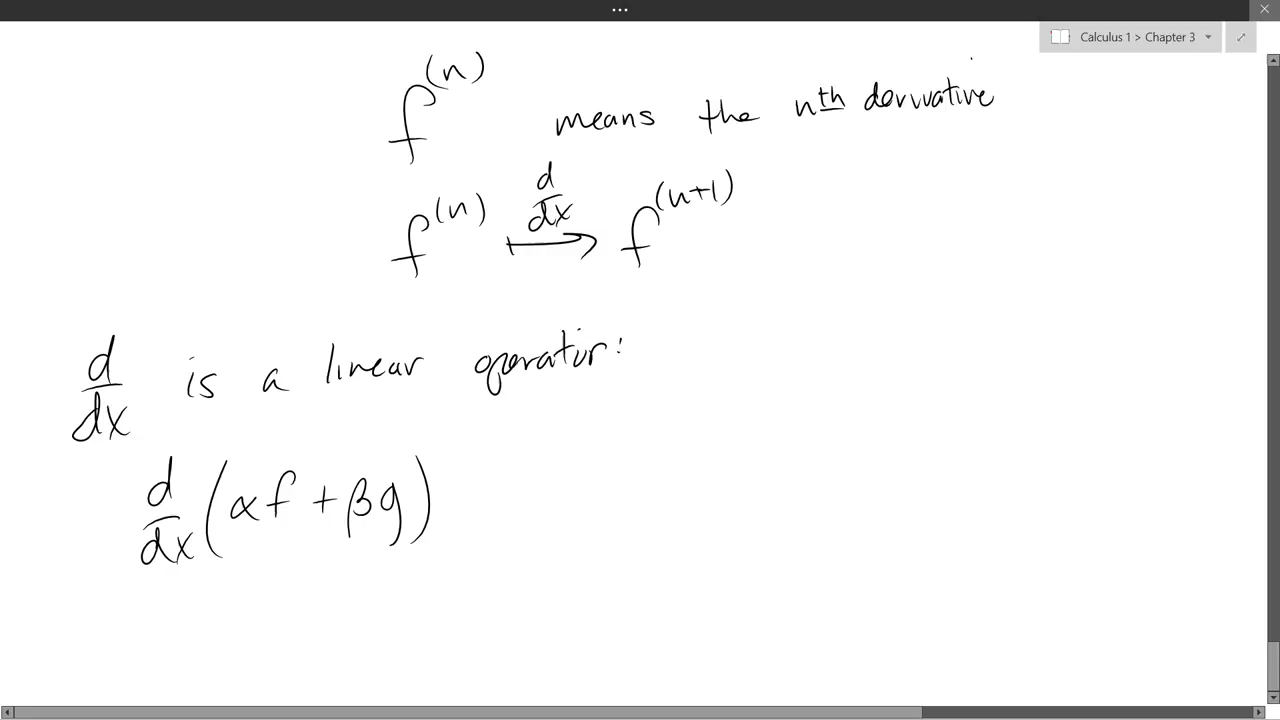 Calculus 1 > Chapter 3
f^(n) means the nth derivative
f^(n) d/dx ↦ f^(n+1)
d/dx is a linear operator:
d/dx (αf + βg)